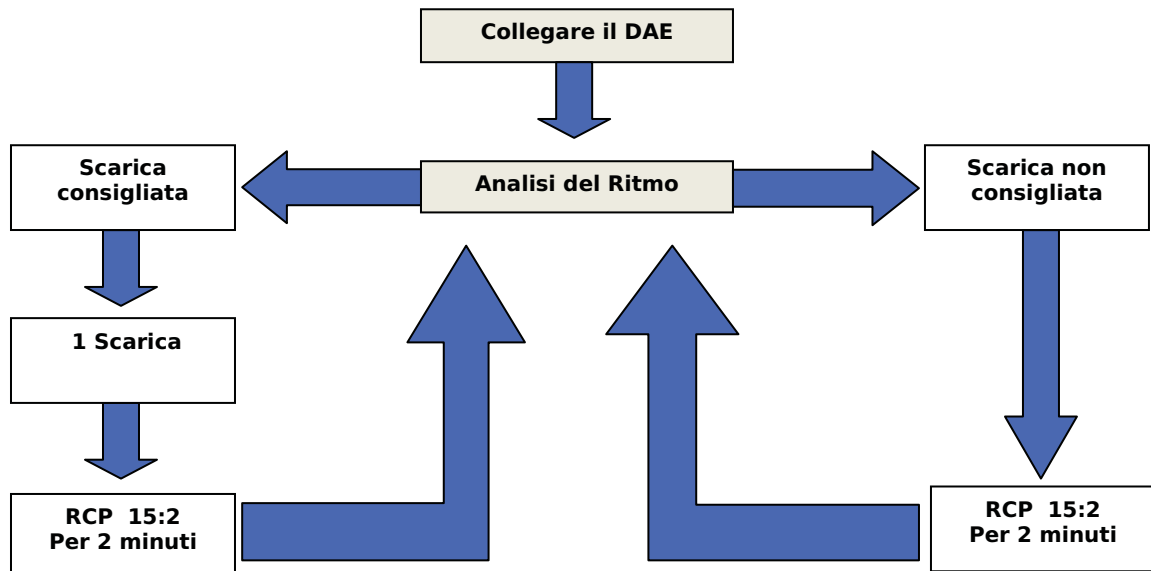 Collegare il DAE
Scarica
consigliata
Analisi del Ritmo
Scarica non
consigliata
1 Scarica
RCP 15:2
Per 2 minuti
RCP 15:2
Per 2 minuti